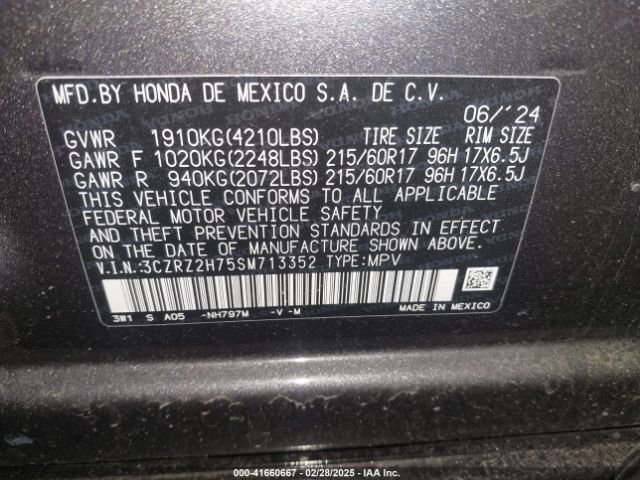 MFD.BY HONDA DE MEXICO S.A. DE C.V.
06/'24
GVWR 1910KG(4210LBS) TIRE SIZE RIM SIZE
GAWR F 1020KG(2248LBS) 215/60R17 96H 17X6.5J
GAWR R 940KG(2072LBS) 215/60R17 96H 17X6.5J
THIS VEHICLE CONFORMS TO ALL APPLICABLE
FEDERAL MOTOR VEHICLE SAFETY
AND THEFT PREVENTION STANDARDS IN EFFECT
ON THE DATE OF MANUFACTURE SHOWN ABOVE.
V.I.N.:3CZRZ2H75SM713352 TYPE:MPV
3W1 S A05 -NH797M -V -M MADE IN MEXICO
00-41660667 - 02/28/2025 - IAA Inc.